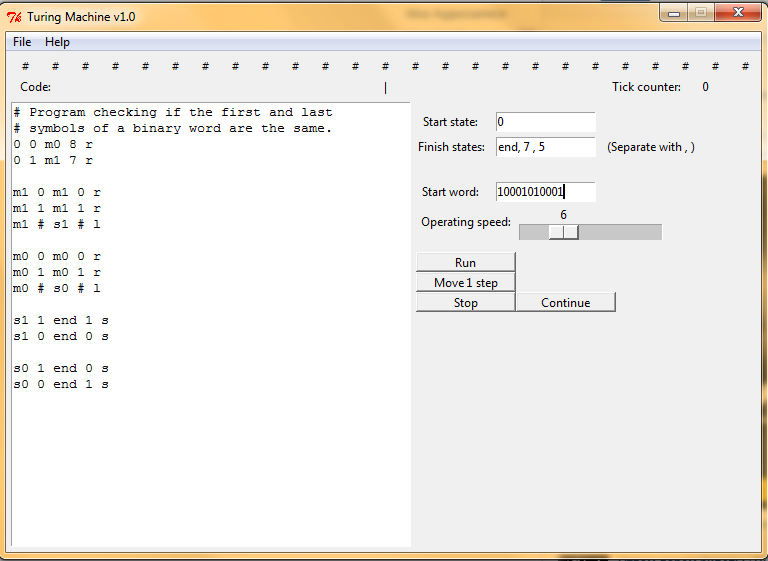 Turing Machine v1.0
File Help
# # # # # # # # # # # # # # # # # # # # # # # # #
Code: | Tick counter: 0
# Program checking if the first and last
# symbols of a binary word are the same.
0 0 m0 8 r
0 1 m1 7 r
m1 0 m1 0 r
m1 1 m1 1 r
m1 # s1 # l
m0 0 m0 0 r
m0 1 m0 1 r
m0 # s0 # l
s1 1 end 1 s
s1 0 end 0 s
s0 1 end 0 s
s0 0 end 1 s
Start state: 0
Finish states: end, 7 , 5 (Separate with , )
Start word: 10001010001
6
Operating speed:
Run
Move 1 step
Stop Continue